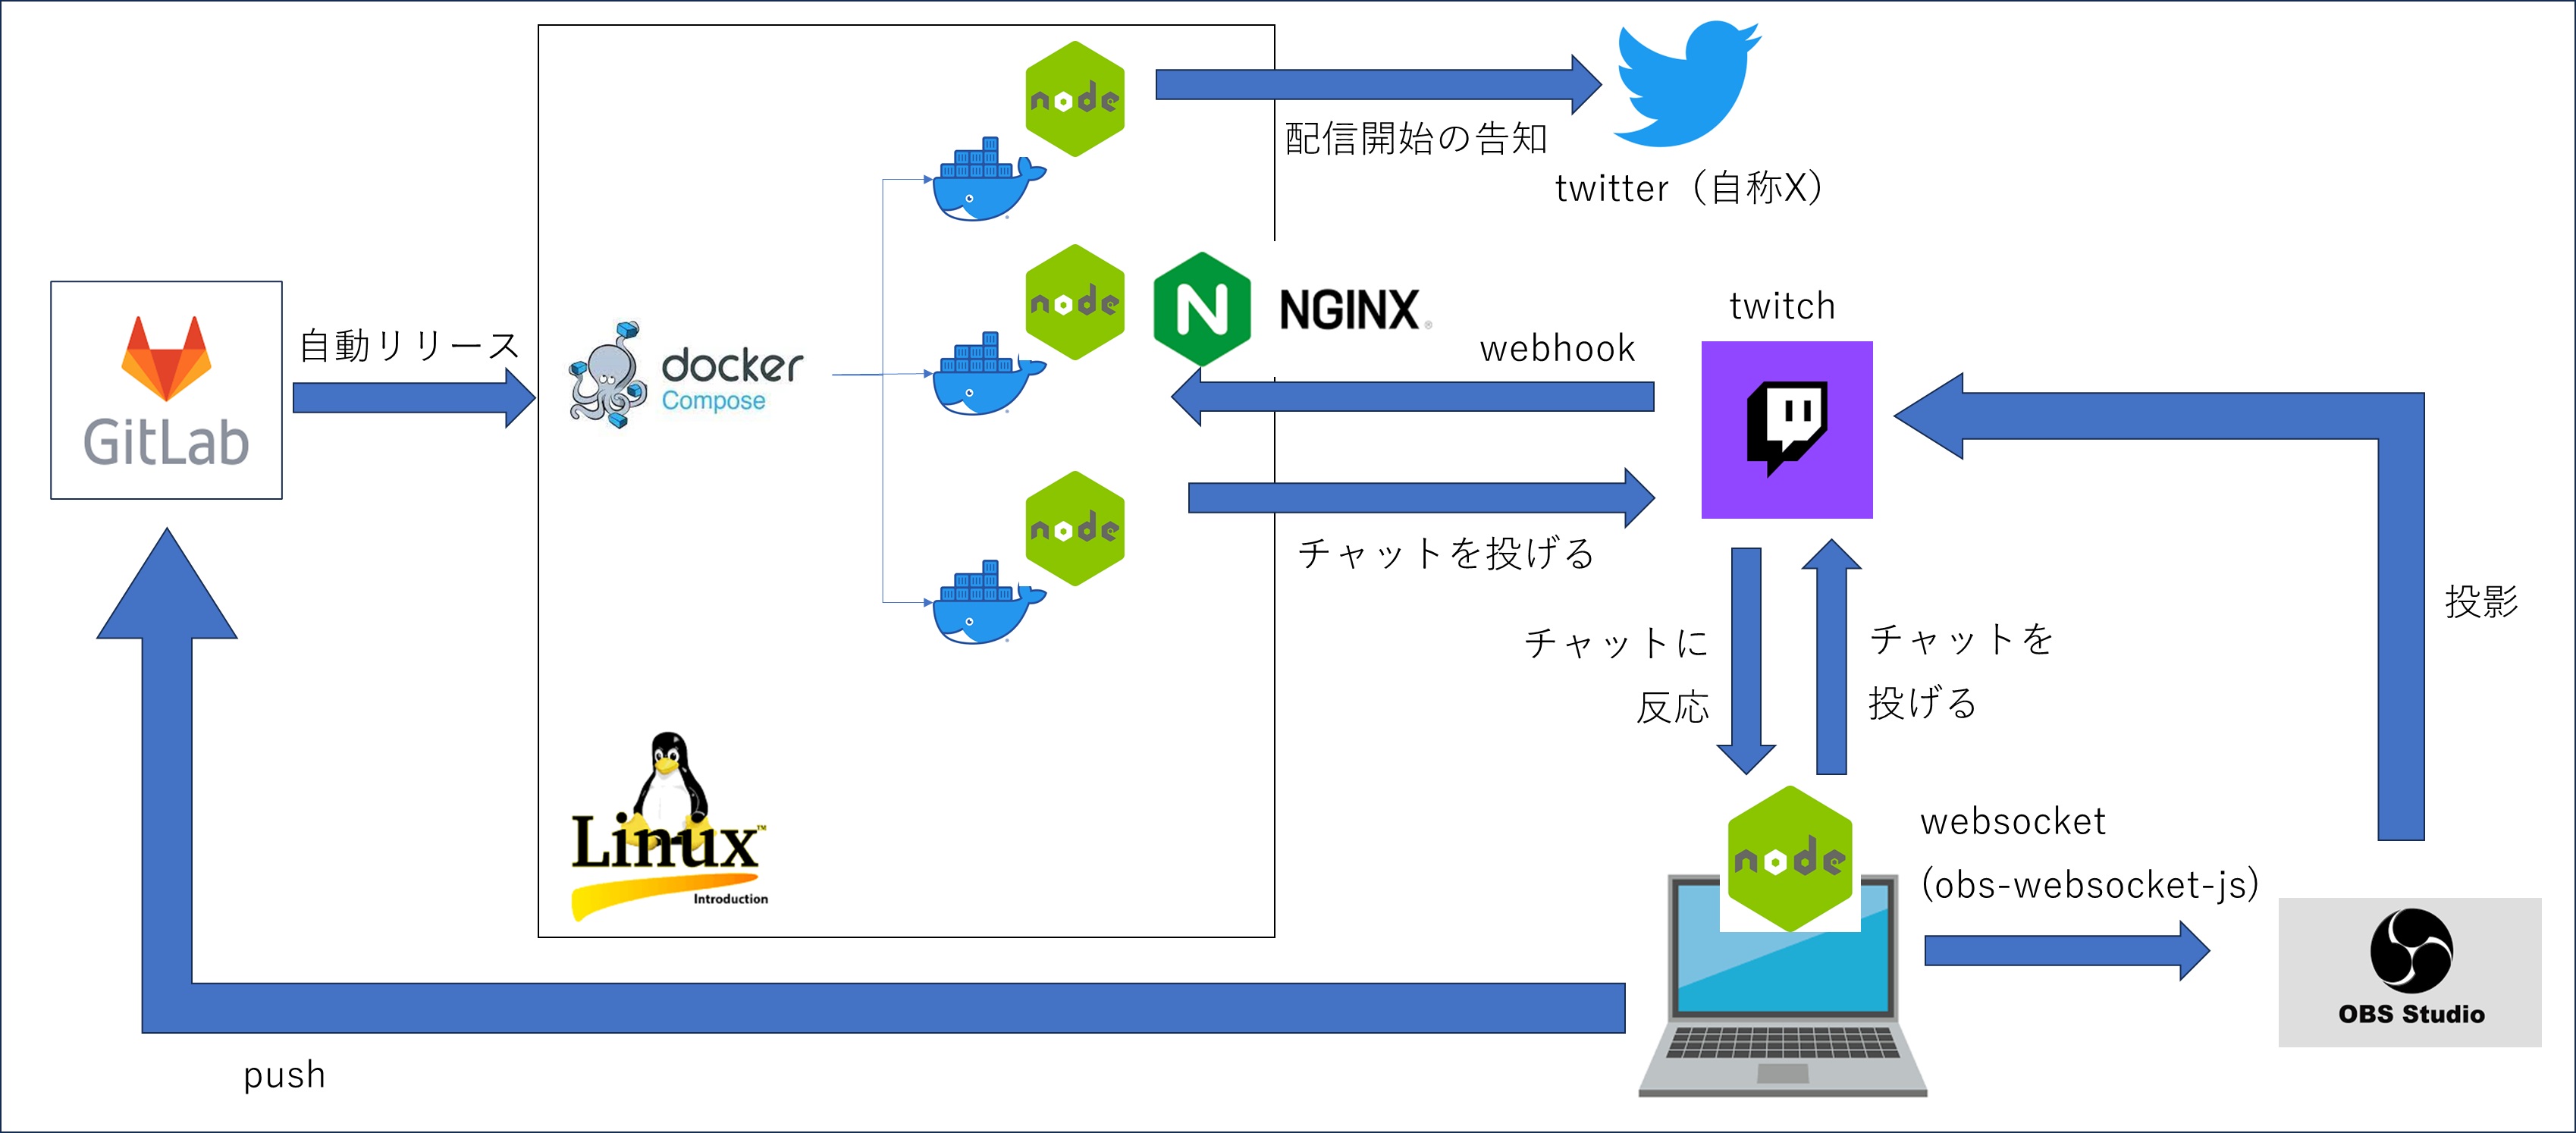 node
配信開始の告知
twitter（自称X）
GitLab
自動リリース
docker
Compose
node
NGINX
webhook
twitch
node
チャットを投げる
チャットに
反応
チャットを
投げる
投影
Linux™
Introduction
node
websocket
(obs-websocket-js)
OBS Studio
push